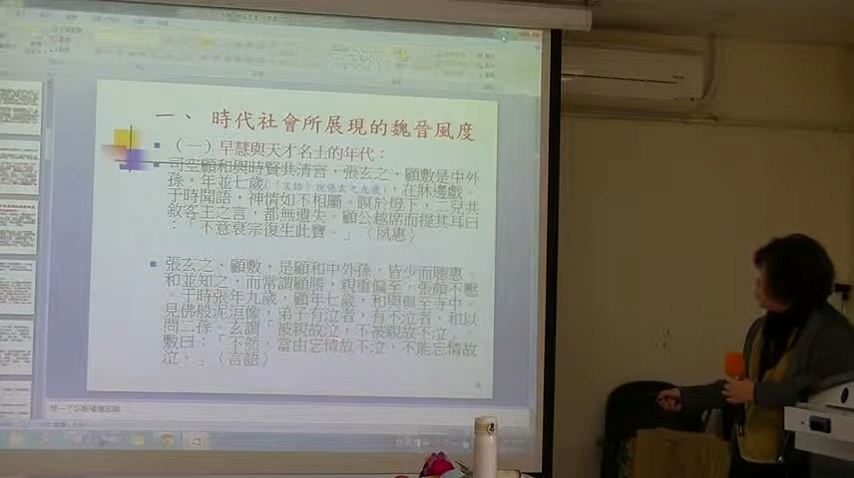 一、時代社會所展現的魏晉風度
（一）早慧與天才名士的年代：
司空顧和與時賢共清言，張玄之、顧敷是中外
孫，年並七歲（《言語》說張玄之九歲），在牀邊戲。
于時聞語，神情如不相屬。瞑於燈下，二兒共
敘客主之言，都無遺失。顧公越席而提其耳曰
：「不意衰宗復生此寶。」〈夙惠〉
張玄之、顧敷，是顧和中外孫，皆少而聰惠。
和並知之，而常謂顧勝，親重偏至，張頗不懕
。于時張年九歲，顧年七歲，和與俱至寺中。
見佛般泥洹像，弟子有泣者，有不泣者，和以
問二孫。玄謂「被親故泣，不被親故不泣」。
敷曰：「不然，當由忘情故不泣，不能忘情故
泣。」〈言語〉